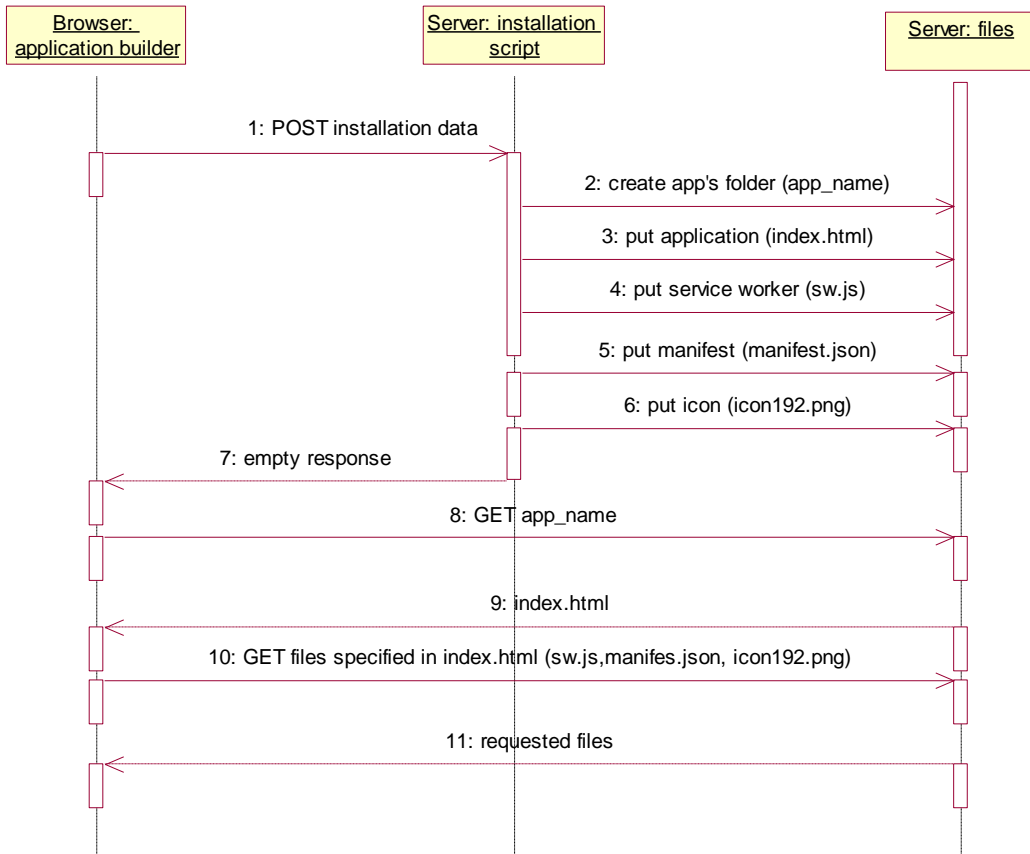 Browser:
application builder
Server: installation
script
Server: files
1: POST installation data
2: create app's folder (app_name)
3: put application (index.html)
4: put service worker (sw.js)
5: put manifest (manifest.json)
6: put icon (icon192.png)
7: empty response
8: GET app_name
9: index.html
10: GET files specified in index.html (sw.js,manifes.json, icon192.png)
11: requested files